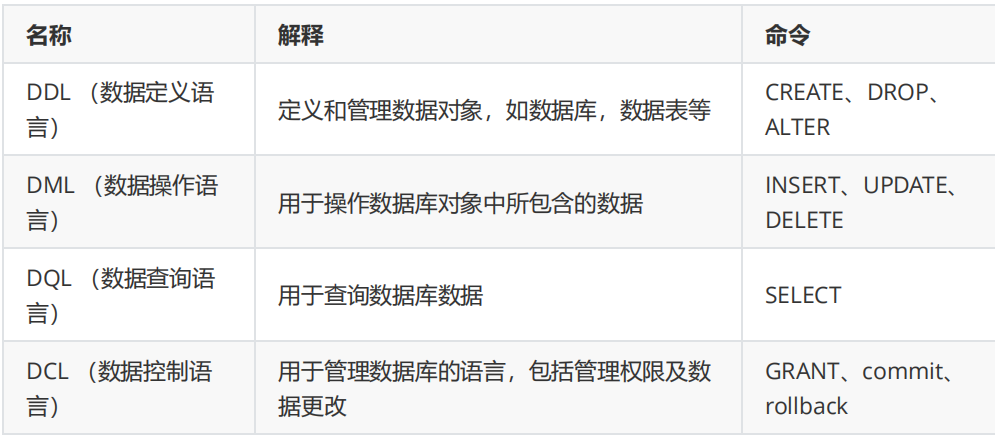 名称
解释
命令
DDL （数据定义语
言）
定义和管理数据对象，如数据库，数据表等
CREATE、DROP、
ALTER
DML （数据操作语
言）
用于操作数据库对象中所包含的数据
INSERT、UPDATE、
DELETE
DQL （数据查询语
言）
用于查询数据库数据
SELECT
DCL （数据控制语
言）
用于管理数据库的语言，包括管理权限及数
据更改
GRANT、commit、
rollback